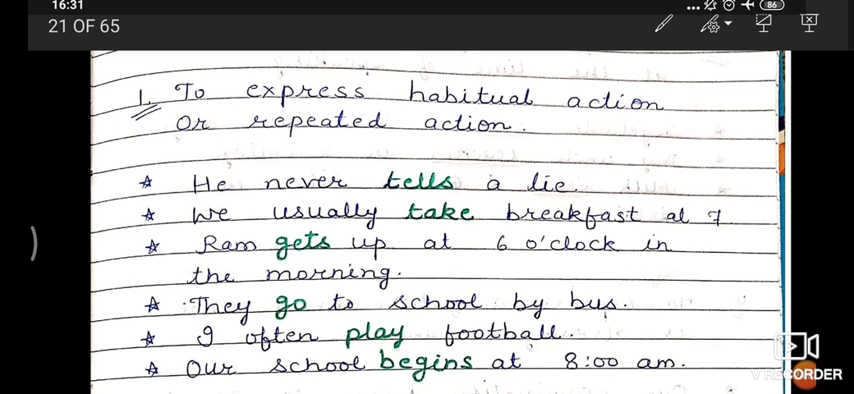 16:31
86
21 OF 65
1. To express habitual action
or repeated action.
☆ He never tells a lie
☆ We usually take breakfast at 7
☆ Ram gets up at 6 o'clock in
the morning.
☆ They go to school by bus.
☆ I often play football.
☆ Our school begins at 8:00 am.
V RECORDER